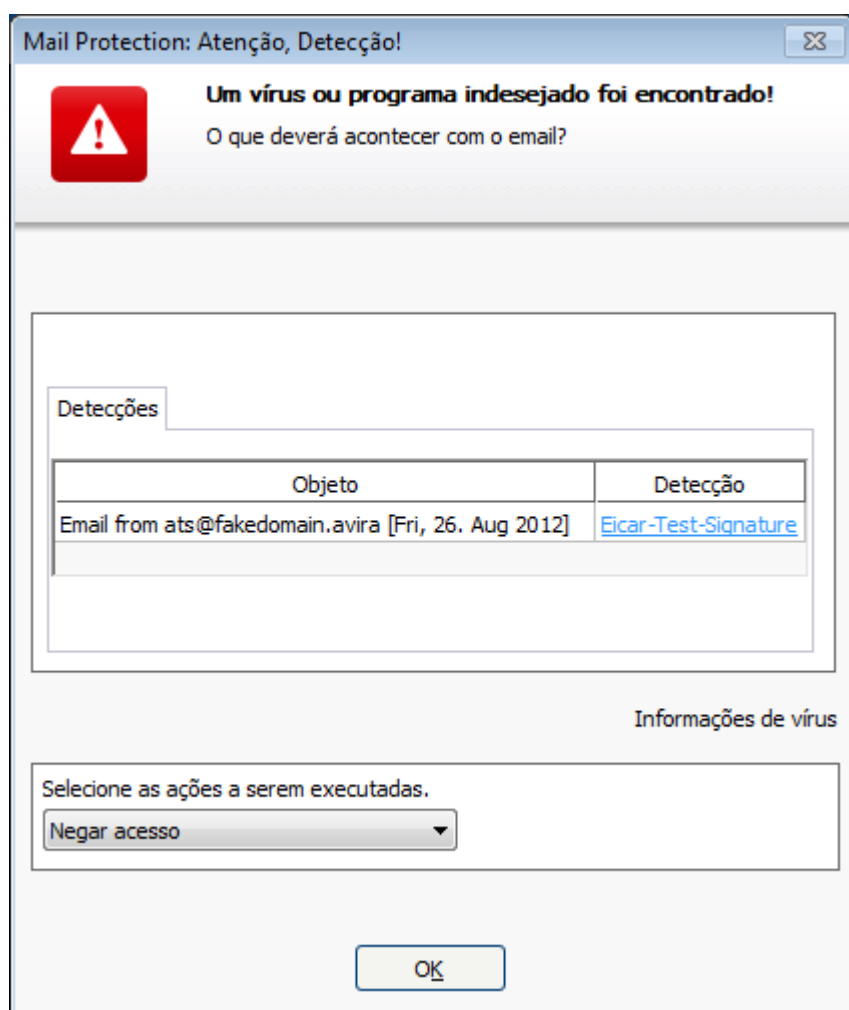 Mail Protection: Atenção, Detecção!
Um vírus ou programa indesejado foi encontrado!
O que deverá acontecer com o email?
Detecções
Objeto Detecção
Email from ats@fakedomain.avira [Fri, 26. Aug 2012] Eicar-Test-Signature
Informações de vírus
Selecione as ações a serem executadas.
Negar acesso
OK